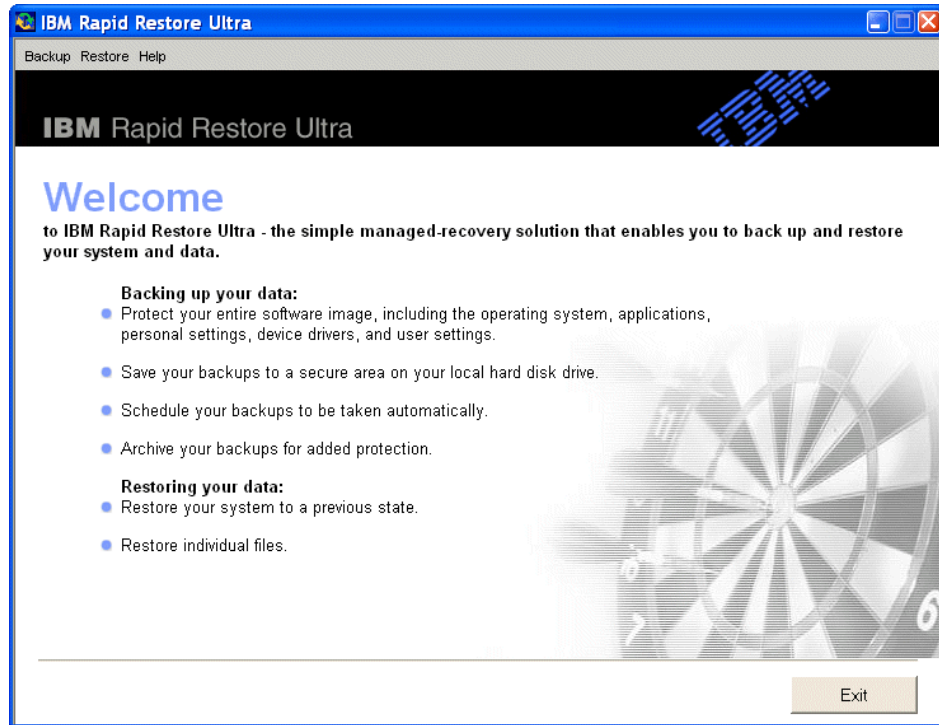 IBM Rapid Restore Ultra
Backup Restore Help
IBM
IBM Rapid Restore Ultra
Welcome
to IBM Rapid Restore Ultra - the simple managed-recovery solution that enables you to back up and restore
your system and data.
Backing up your data:
Protect your entire software image, including the operating system, applications,
personal settings, device drivers, and user settings.
Save your backups to a secure area on your local hard disk drive.
Schedule your backups to be taken automatically.
Archive your backups for added protection.
Restoring your data:
Restore your system to a previous state.
Restore individual files.
6
Exit